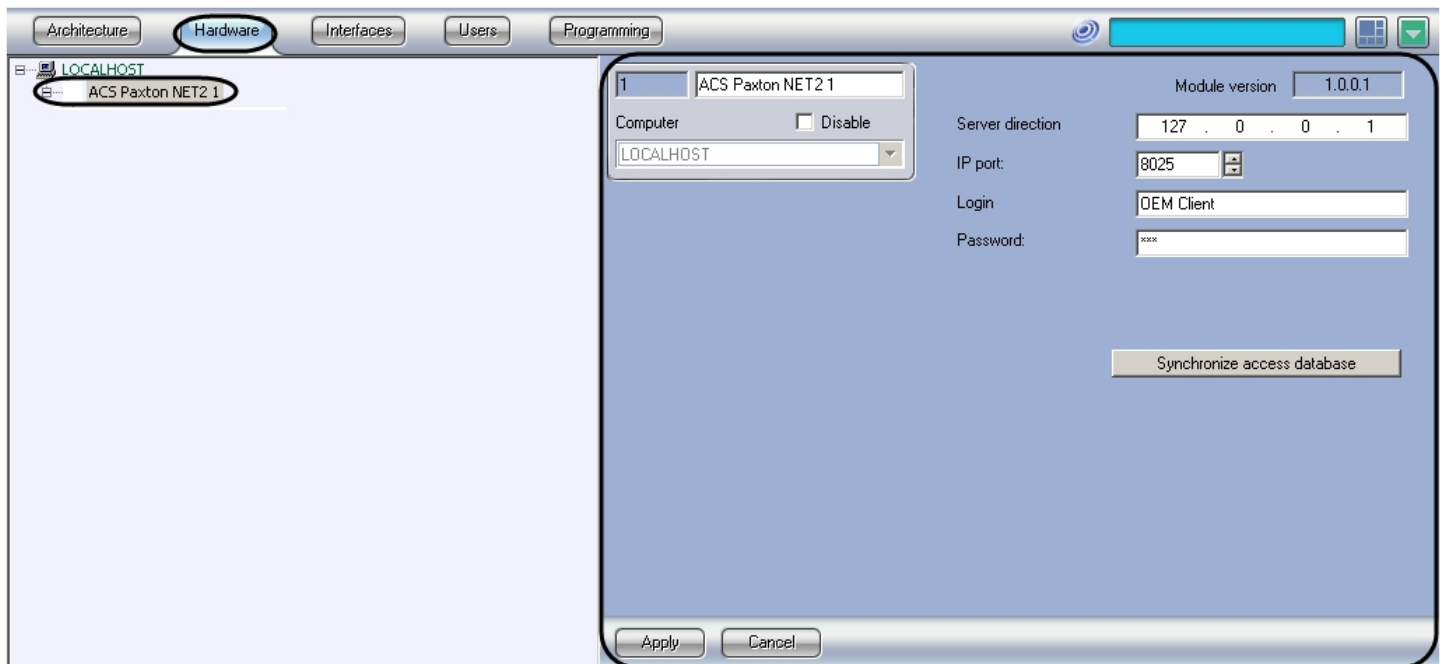 Architecture Hardware Interfaces Users Programming
LOCALHOST
ACS Paxton NET2 1
1 ACS Paxton NET2 1
Computer Disable
LOCALHOST
Module version 1.0.0.1
Server direction 127 . 0 . 0 . 1
IP port: 8025
Login OEM Client
Password: ×××
Synchronize access database
Apply Cancel